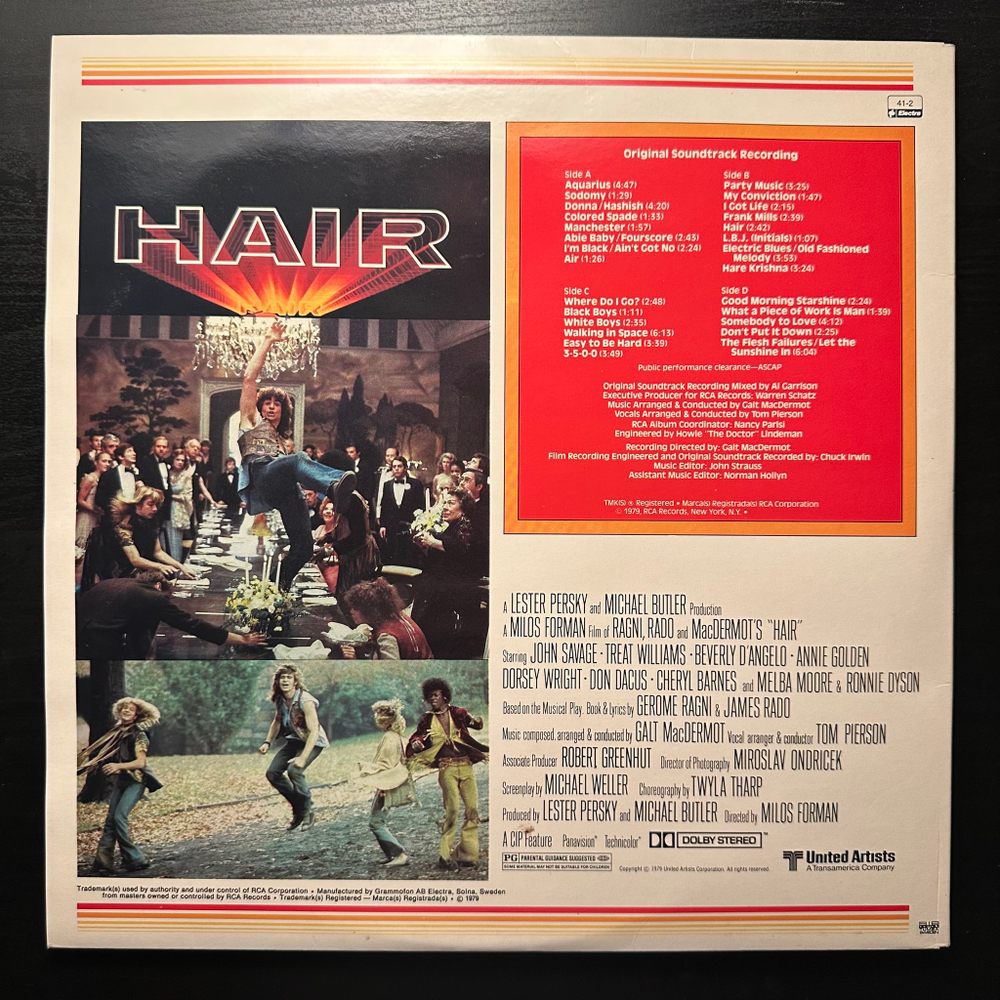 41-2
Electra
HAIR
HAIR
Original Soundtrack Recording
Side A
Aquarius (4:47)
Sodomy (1:29)
Donna/Hashish (4:20)
Colored Spade (1:33)
Manchester (1:57)
Abie Baby/Fourscore (2:43)
I'm Black/Ain't Got No (2:24)
Air (1:26)
Side B
Party Music (3:25)
My Conviction (1:47)
I Got Life (2:15)
Frank Mills (2:39)
Hair (2:42)
L.B.J. (Initials) (1:07)
Electric Blues/Old Fashioned
Melody (3:53)
Hare Krishna (3:24)
Side C
Where Do I Go? (2:48)
Black Boys (1:11)
White Boys (2:35)
Walking in Space (6:13)
Easy to Be Hard (3:39)
3-5-0-0 (3:49)
Side D
Good Morning Starshine (2:24)
What a Piece of Work Is Man (1:39)
Somebody to Love (4:12)
Don't Put It Down (2:25)
The Flesh Failures/Let the
Sunshine In (6:04)
Public performance clearance—ASCAP
Original Soundtrack Recording Mixed by Al Garrison
Executive Producer for RCA Records: Warren Schatz
Music Arranged & Conducted by Galt MacDermot
Vocals Arranged & Conducted by Tom Pierson
RCA Album Coordinator: Nancy Parisi
Engineered by Howie "The Doctor" Lindeman
Recording Directed by: Galt MacDermot
Film Recording Engineered and Original Soundtrack Recorded by: Chuck Irwin
Music Editor: John Strauss
Assistant Music Editor: Norman Hollyn
TMK(S) ® Registered • Marca(s) Registrada(s) RCA Corporation
© 1979, RCA Records, New York, N.Y. •
A LESTER PERSKY and MICHAEL BUTLER Production
A MILOS FORMAN Film of RAGNI, RADO and MacDERMOT'S "HAIR"
Starring JOHN SAVAGE · TREAT WILLIAMS · BEVERLY D'ANGELO · ANNIE GOLDEN
DORSEY WRIGHT · DON DACUS · CHERYL BARNES and MELBA MOORE & RONNIE DYSON
Based on the Musical Play. Book & Lyrics by GEROME RAGNI & JAMES RADO
Music composed, arranged & conducted by GALT MacDERMOT Vocal arranger & conductor TOM PIERSON
Associate Producer ROBERT GREENHUT Director of Photography MIROSLAV ONDRICEK
Screenplay by MICHAEL WELLER Choreography by TWYLA THARP
Produced by LESTER PERSKY and MICHAEL BUTLER Directed by MILOS FORMAN
A CIP Feature Panavision® Technicolor® DOLBY STEREO™
PG PARENTAL GUIDANCE SUGGESTED
SOME MATERIAL MAY NOT BE SUITABLE FOR CHILDREN
Copyright © 1979 United Artists Corporation. All rights reserved.
United Artists
A Transamerica Company
Trademark(s) used by authority and under control of RCA Corporation • Manufactured by Grammofon AB Electra, Solna, Sweden
from masters owned or controlled by RCA Records • Trademark(s) Registered — Marca(s) Registrada(s) • © 1979